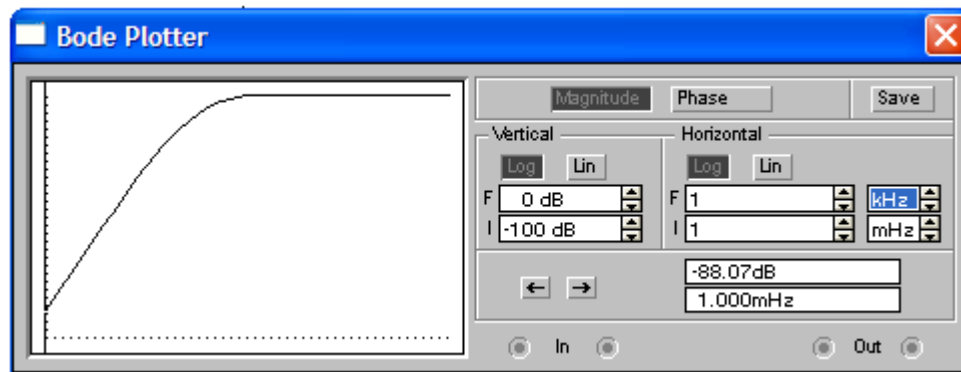 Bode Plotter
Magnitude Phase Save
Vertical Horizontal
Log Lin Log Lin
F 0 dB F 1 kHz
I -100 dB I 1 mHz
← → -88.07dB
1.000mHz
In Out